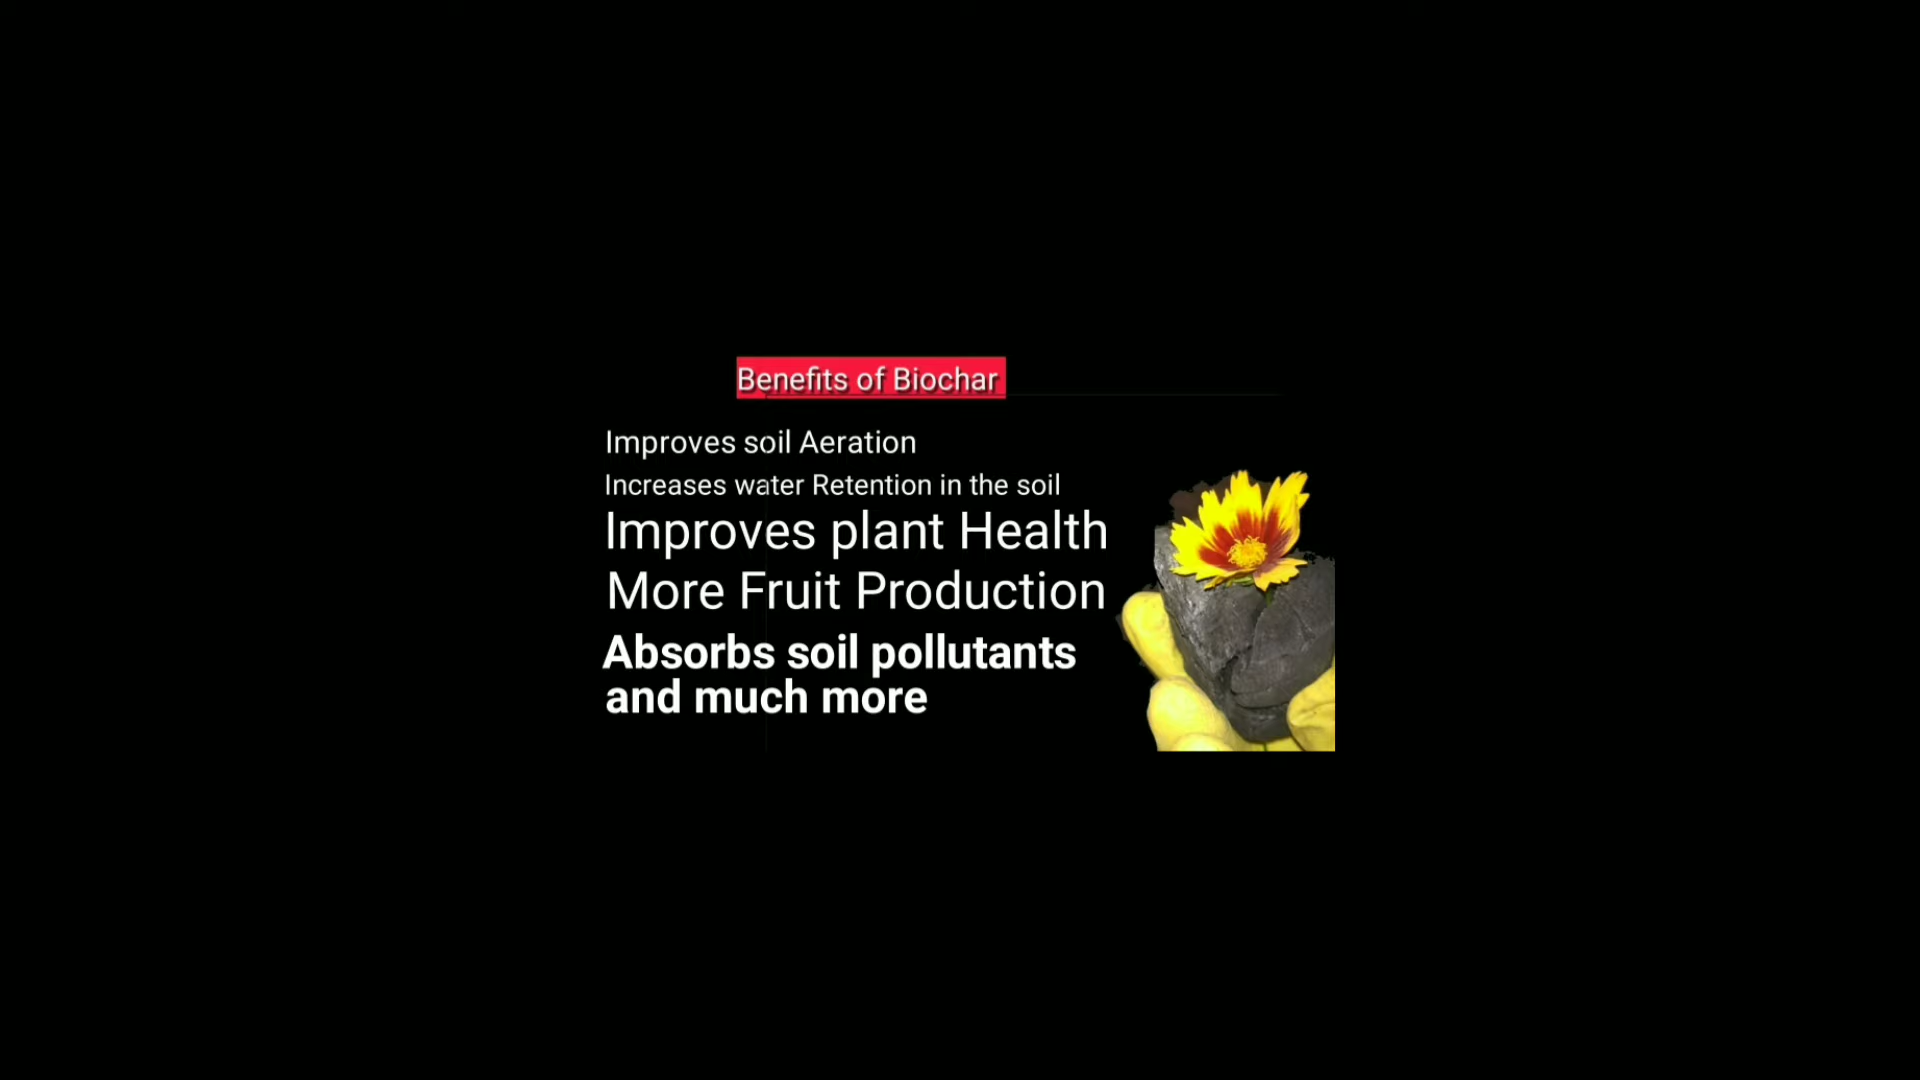 Benefits of Biochar
Improves soil Aeration
Increases water Retention in the soil
Improves plant Health
More Fruit Production
Absorbs soil pollutants
and much more